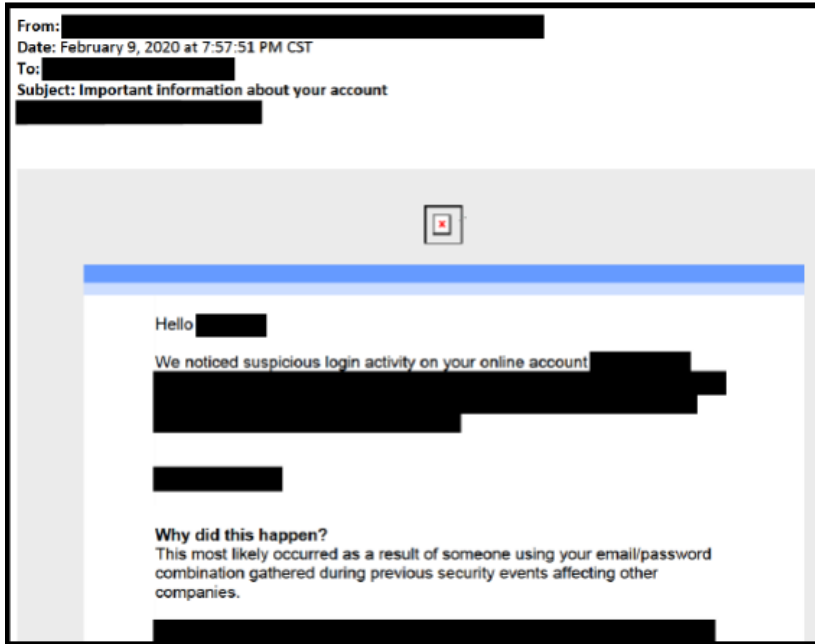 From:
Date: February 9, 2020 at 7:57:51 PM CST
To:
Subject: Important information about your account
Hello
We noticed suspicious login activity on your online account
Why did this happen?
This most likely occurred as a result of someone using your email/password
combination gathered during previous security events affecting other
companies.